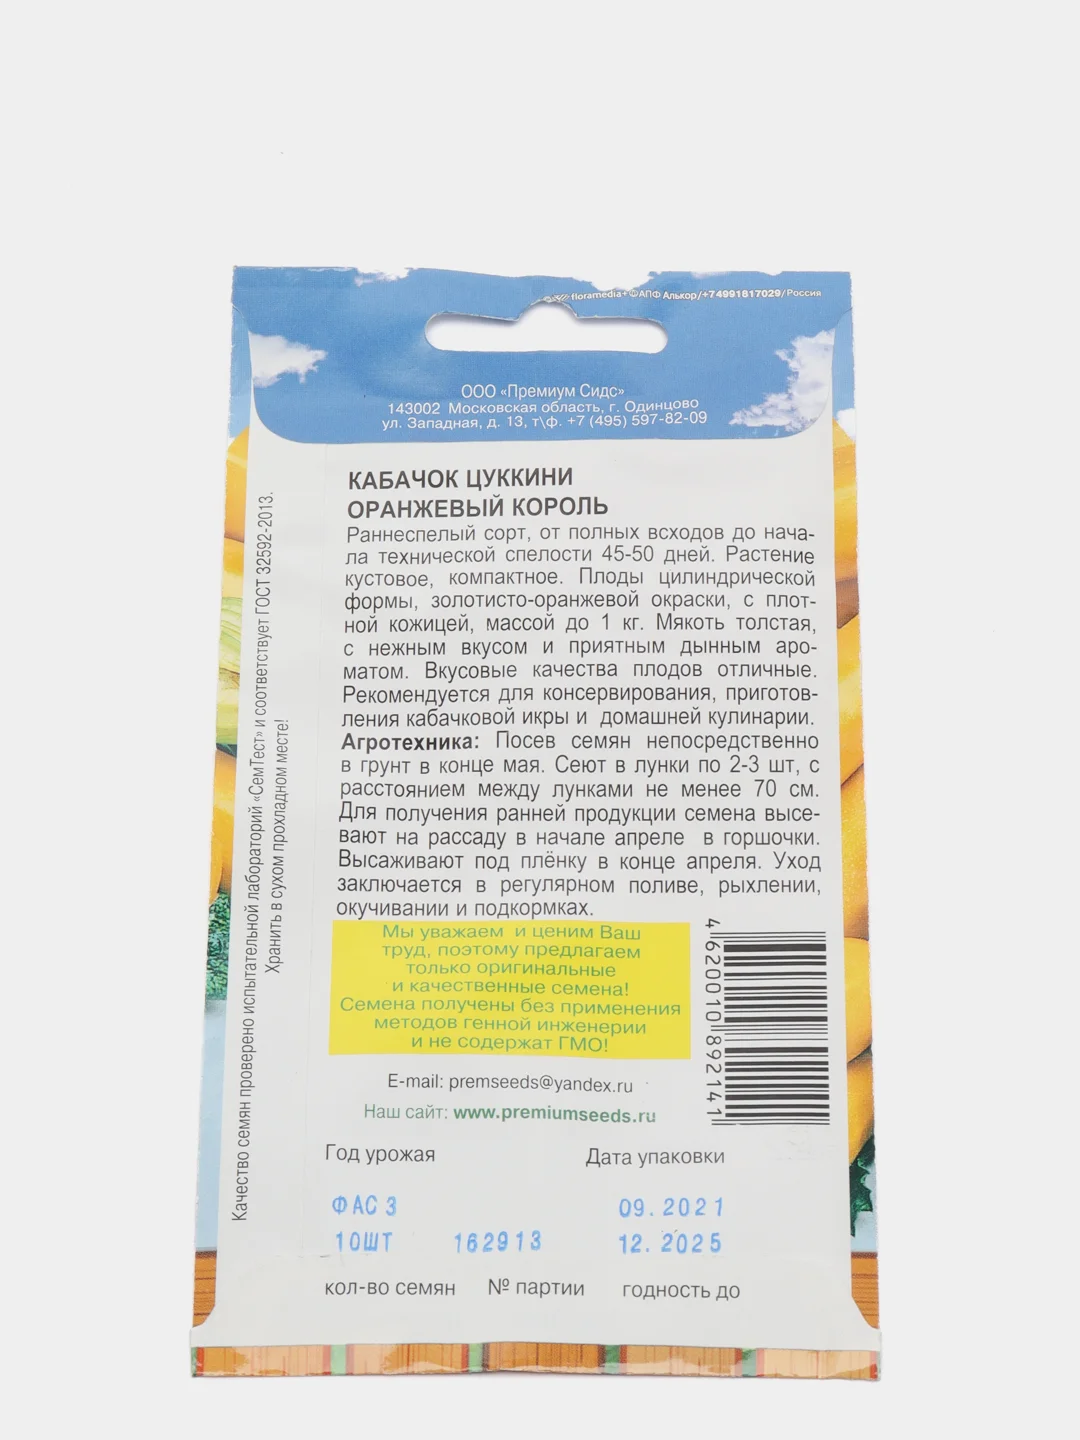 floramedia+ФАПФ Алькор/+74991817029/Россия
ООО «Премиум Сидс»
143002 Московская область, г. Одинцово
ул. Западная, д. 13, т\ф. +7 (495) 597-82-09
КАБАЧОК ЦУККИНИ
ОРАНЖЕВЫЙ КОРОЛЬ
Раннеспелый сорт, от полных всходов до нача-
ла технической спелости 45-50 дней. Растение
кустовое, компактное. Плоды цилиндрической
формы, золотисто-оранжевой окраски, с плот-
ной кожицей, массой до 1 кг. Мякоть толстая,
с нежным вкусом и приятным дынным аро-
матом. Вкусовые качества плодов отличные.
Рекомендуется для консервирования, приготов-
ления кабачковой икры и домашней кулинарии.
Агротехника: Посев семян непосредственно
в грунт в конце мая. Сеют в лунки по 2-3 шт, с
расстоянием между лунками не менее 70 см.
Для получения ранней продукции семена высе-
вают на рассаду в начале апреле в горшочки.
Высаживают под плёнку в конце апреля. Уход
заключается в регулярном поливе, рыхлении,
окучивании и подкормках.
Мы уважаем и ценим Ваш
труд, поэтому предлагаем
только оригинальные
и качественные семена!
Семена получены без применения
методов генной инженерии
и не содержат ГМО!
4 620010 892141
E-mail: premseeds@yandex.ru
Наш сайт: www.premiumseeds.ru
Год урожая Дата упаковки
ФАС 3 09.2021
10ШТ 162913 12.2025
кол-во семян № партии годность до
Качество семян проверено испытательной лабораторий «СемТест» и соответствует ГОСТ 32592-2013.
Хранить в сухом прохладном месте!